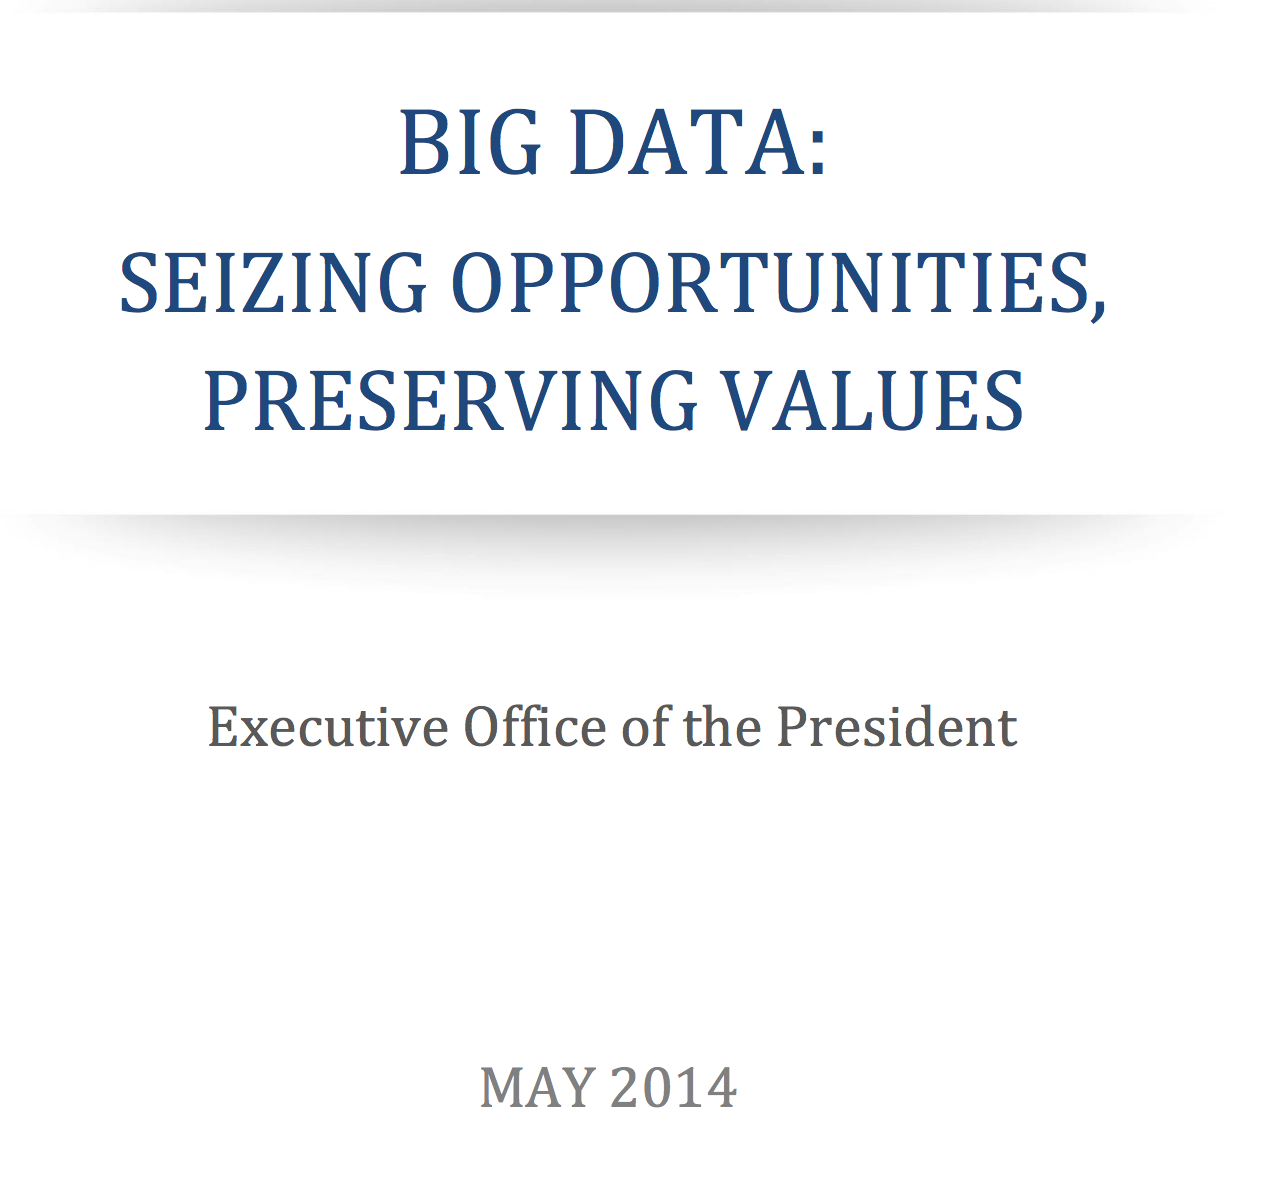 BIG DATA:
SEIZING OPPORTUNITIES,
PRESERVING VALUES
Executive Office of the President
MAY 2014